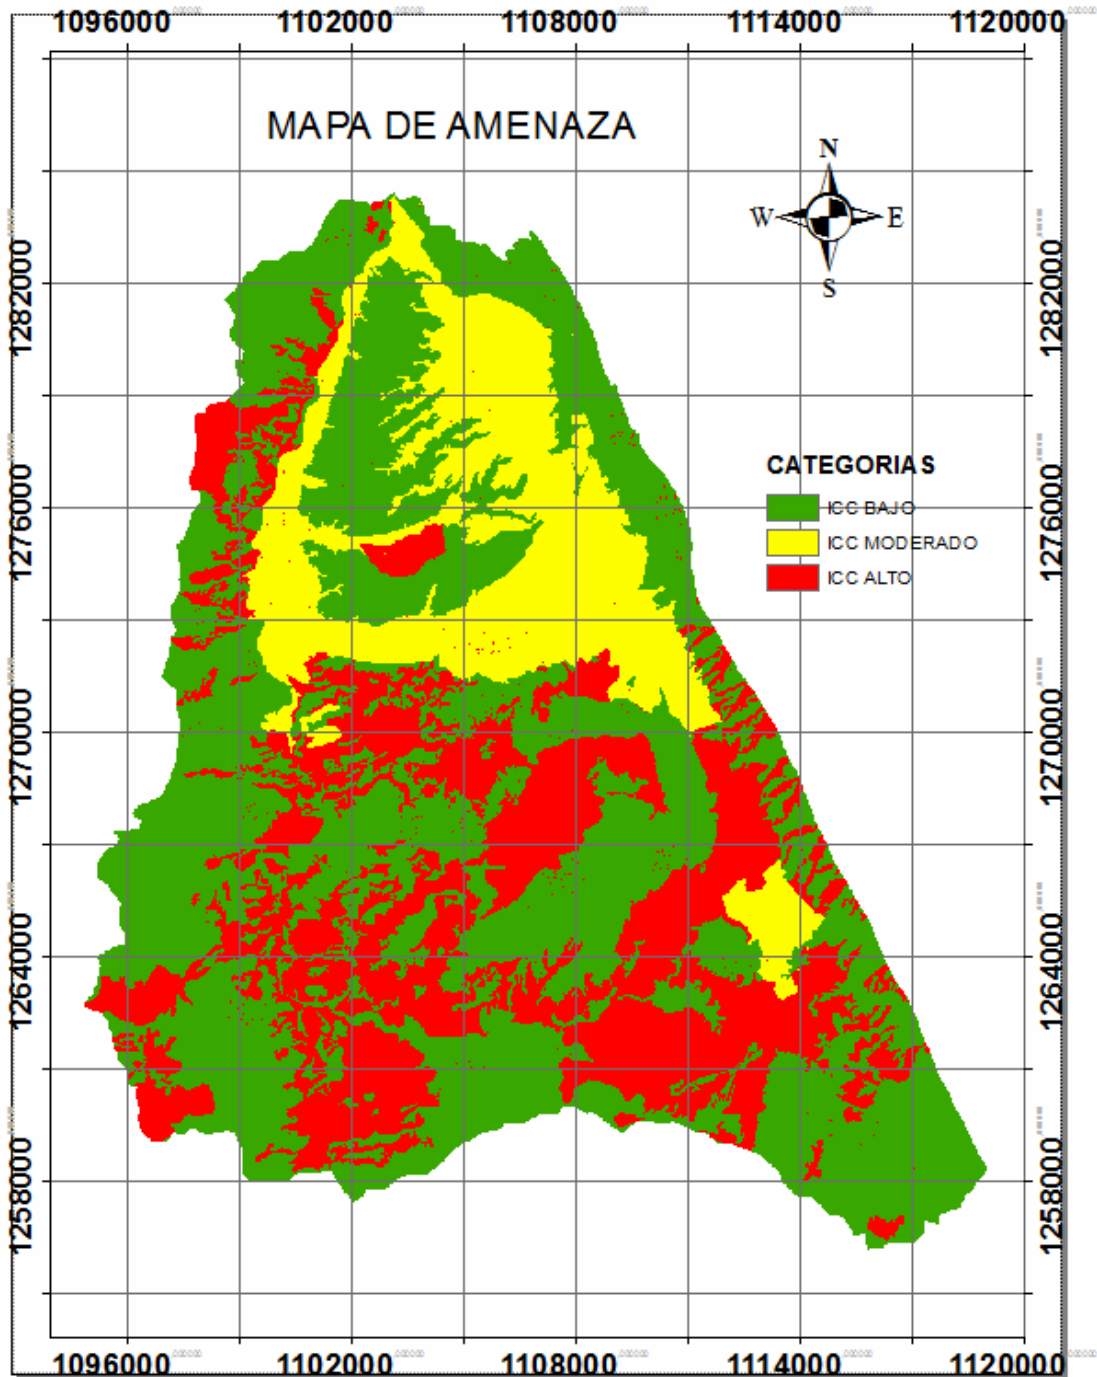 1096000 1102000 1108000 1114000 1120000
MAPA DE AMENAZA
N
W E
S
1282000 1282000
CATEGORIAS
ICC BAJO
ICC MODERADO
ICC ALTO
1276000 1276000
1270000 1270000
1264000 1264000
1258000 1258000
1096000 1102000 1108000 1114000 1120000